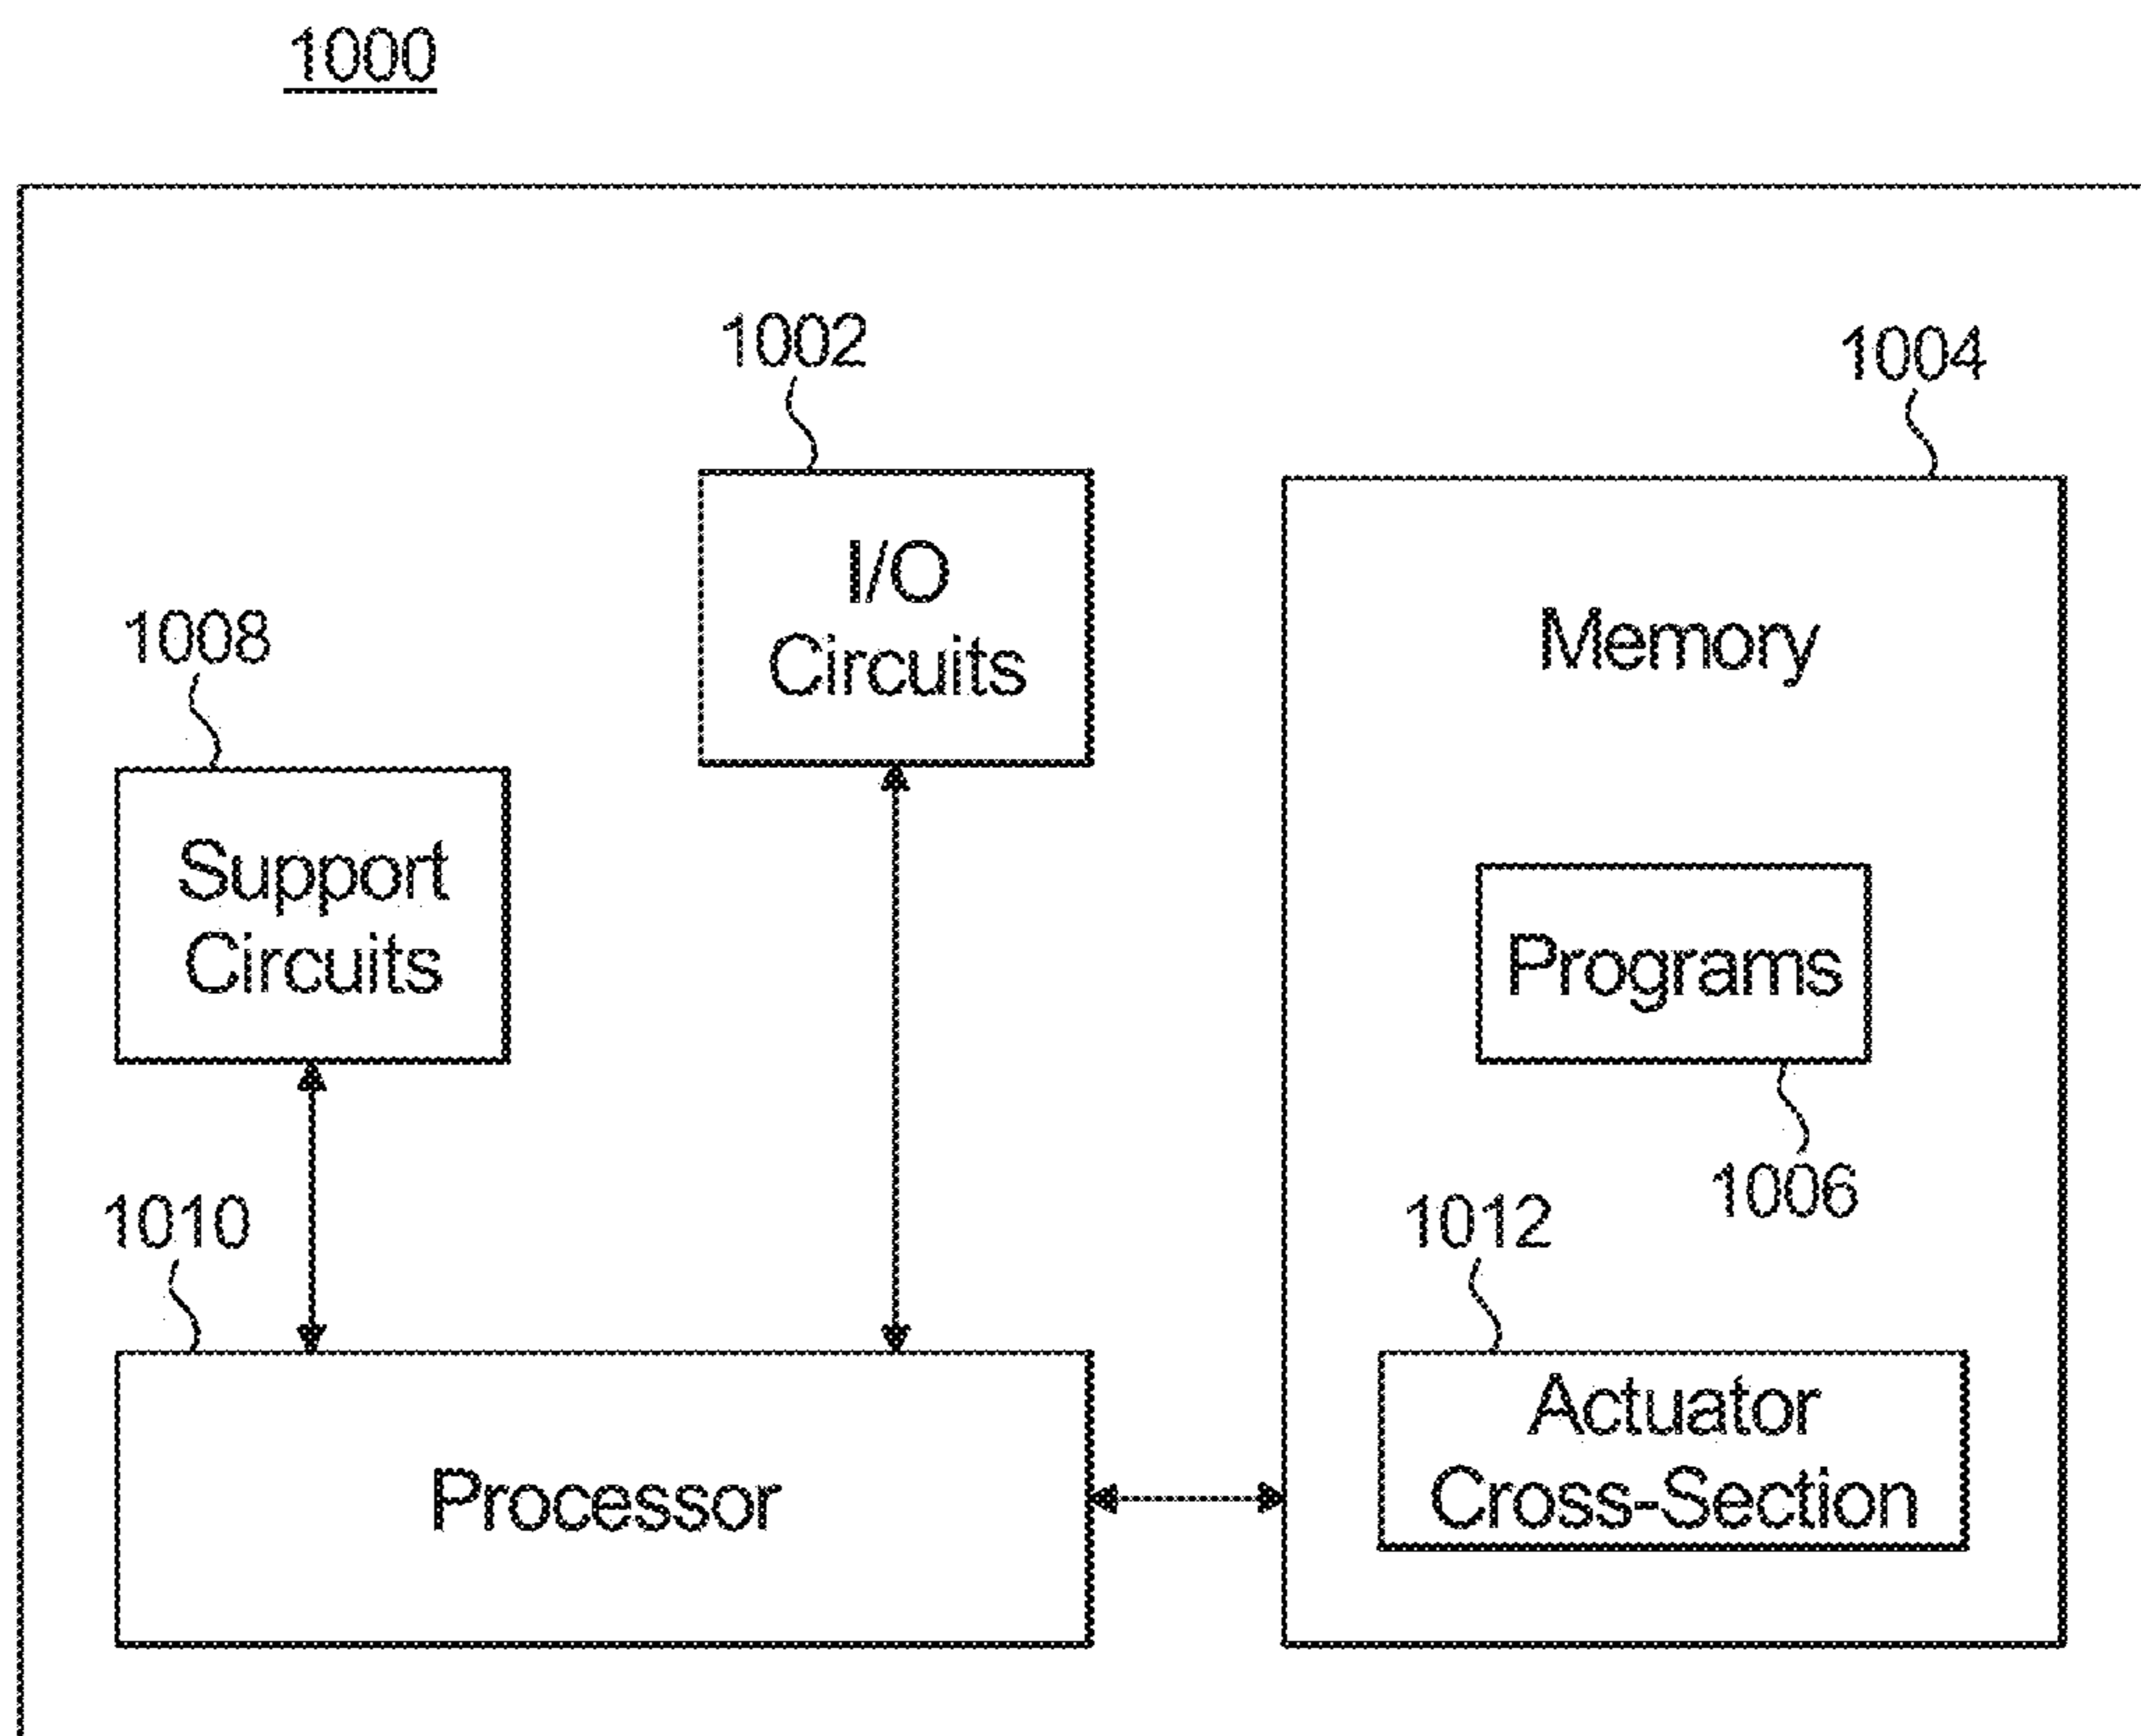 1000
1002
1004
I/O
Circuits
Memory
1008
Support
Circuits
Programs
1006
1010
1012
Processor
Actuator
Cross-Section